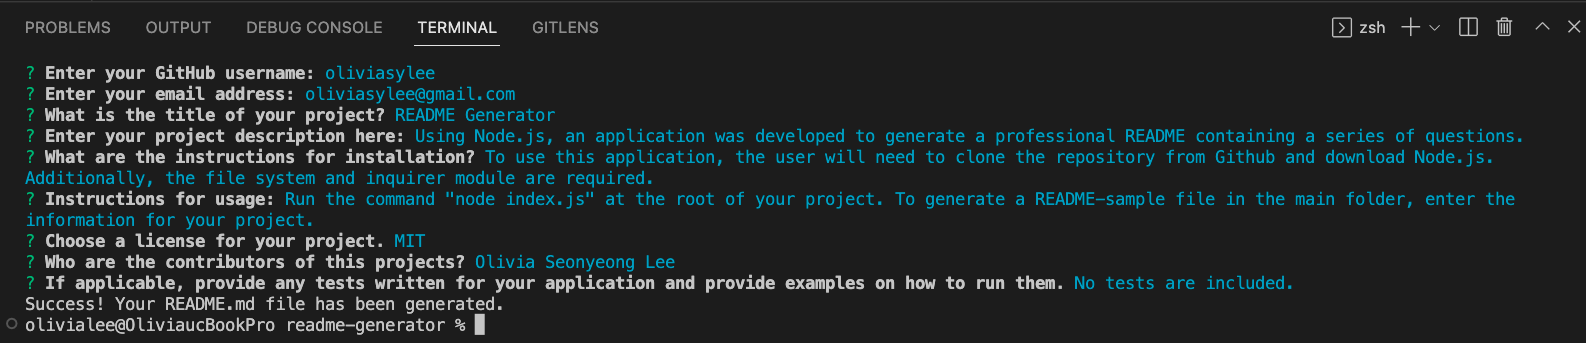 PROBLEMS OUTPUT DEBUG CONSOLE TERMINAL GITLENS zsh
? Enter your GitHub username: oliviasylee
? Enter your email address: oliviasylee@gmail.com
? What is the title of your project? README Generator
? Enter your project description here: Using Node.js, an application was developed to generate a professional README containing a series of questions.
? What are the instructions for installation? To use this application, the user will need to clone the repository from Github and download Node.js.
Additionally, the file system and inquirer module are required.
? Instructions for usage: Run the command "node index.js" at the root of your project. To generate a README-sample file in the main folder, enter the
information for your project.
? Choose a license for your project. MIT
? Who are the contributors of this projects? Olivia Seonyeong Lee
? If applicable, provide any tests written for your application and provide examples on how to run them. No tests are included.
Success! Your README.md file has been generated.
olivialee@OliviaucBookPro readme-generator %